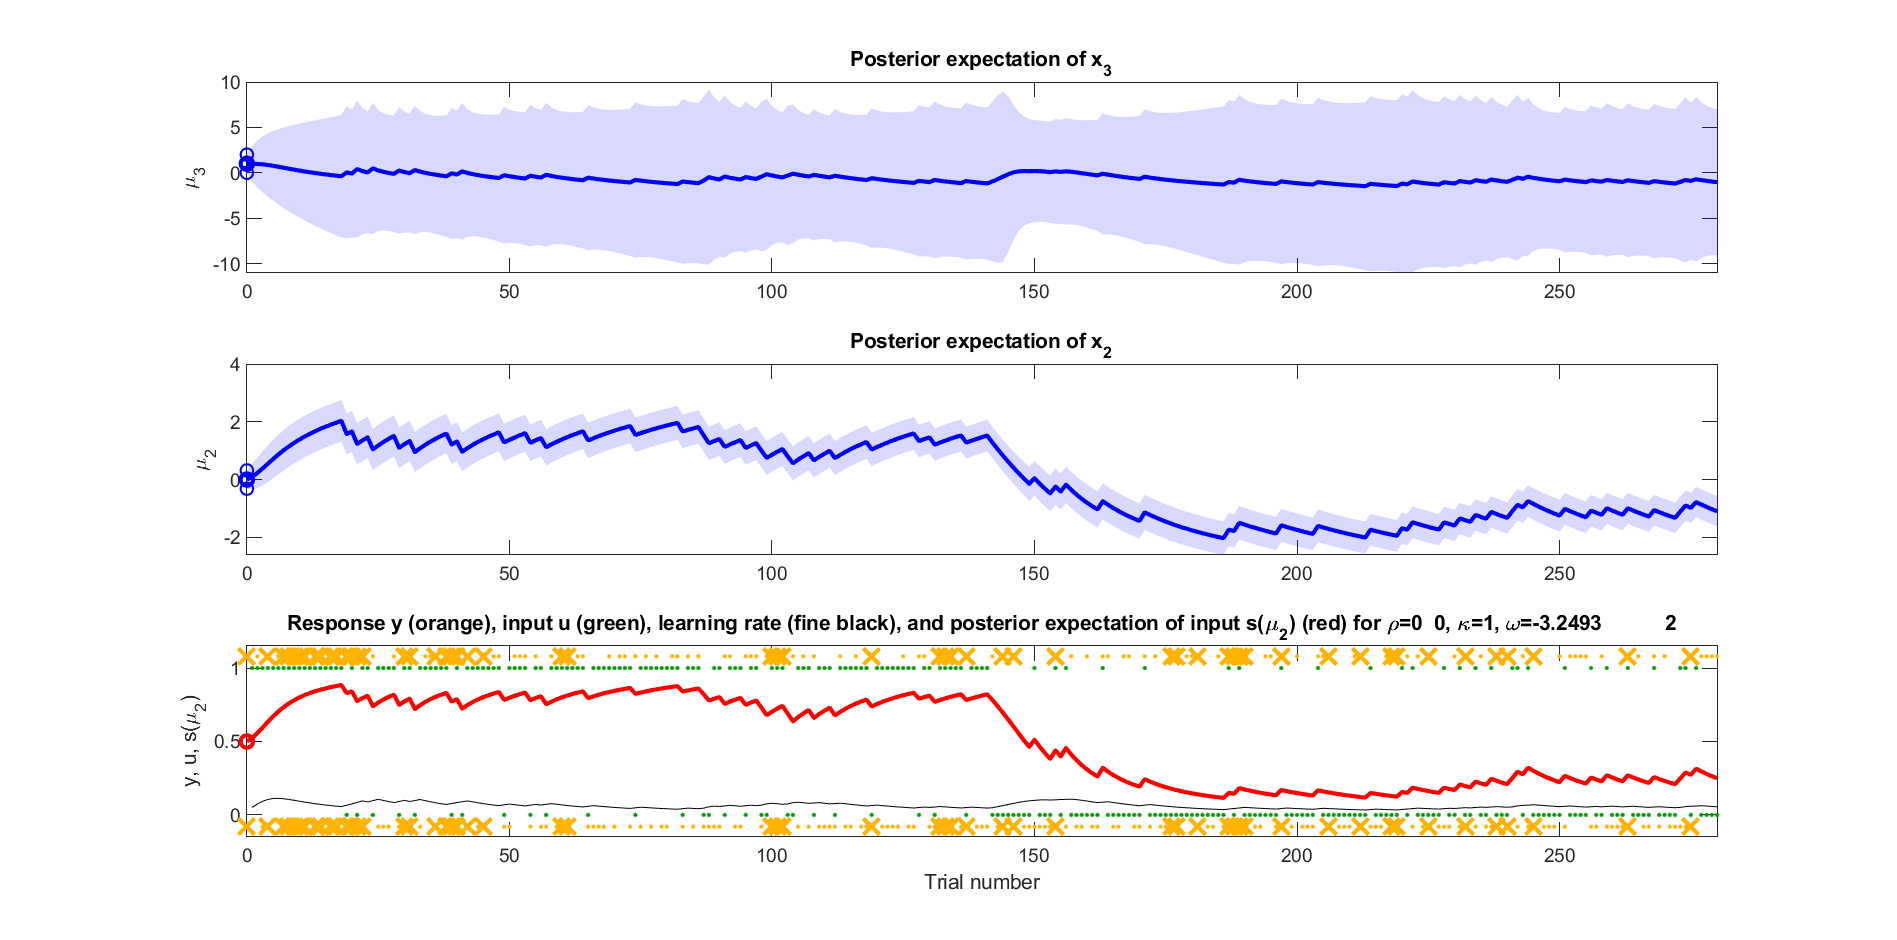 Posterior expectation of x3
10
5
0
-5
-10
μ3
0 50 100 150 200 250
Posterior expectation of x2
4
2
0
-2
μ2
0 50 100 150 200 250
Response y (orange), input u (green), learning rate (fine black), and posterior expectation of input s(μ2) (red) for ρ=0 0, κ=1, ω=-3.2493 2
1
0.5
0
y, u, s(μ2)
0 50 100 150 200 250
Trial number